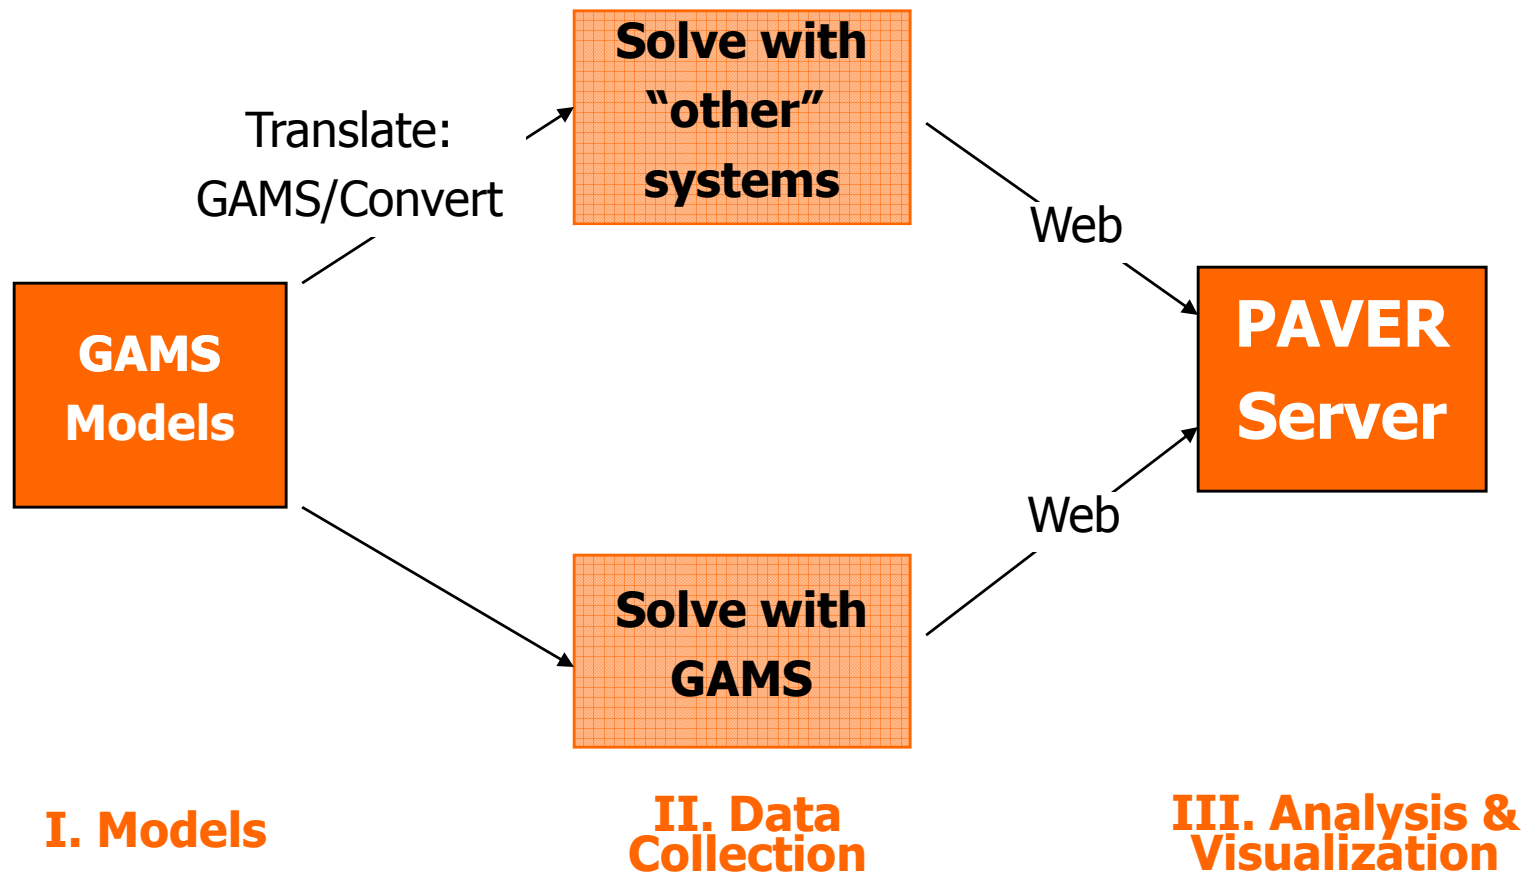 Solve with
“other”
systems
Translate:
GAMS/Convert
Web
GAMS
Models
PAVER
Server
Web
Solve with
GAMS
I. Models
II. Data
Collection
III. Analysis &
Visualization